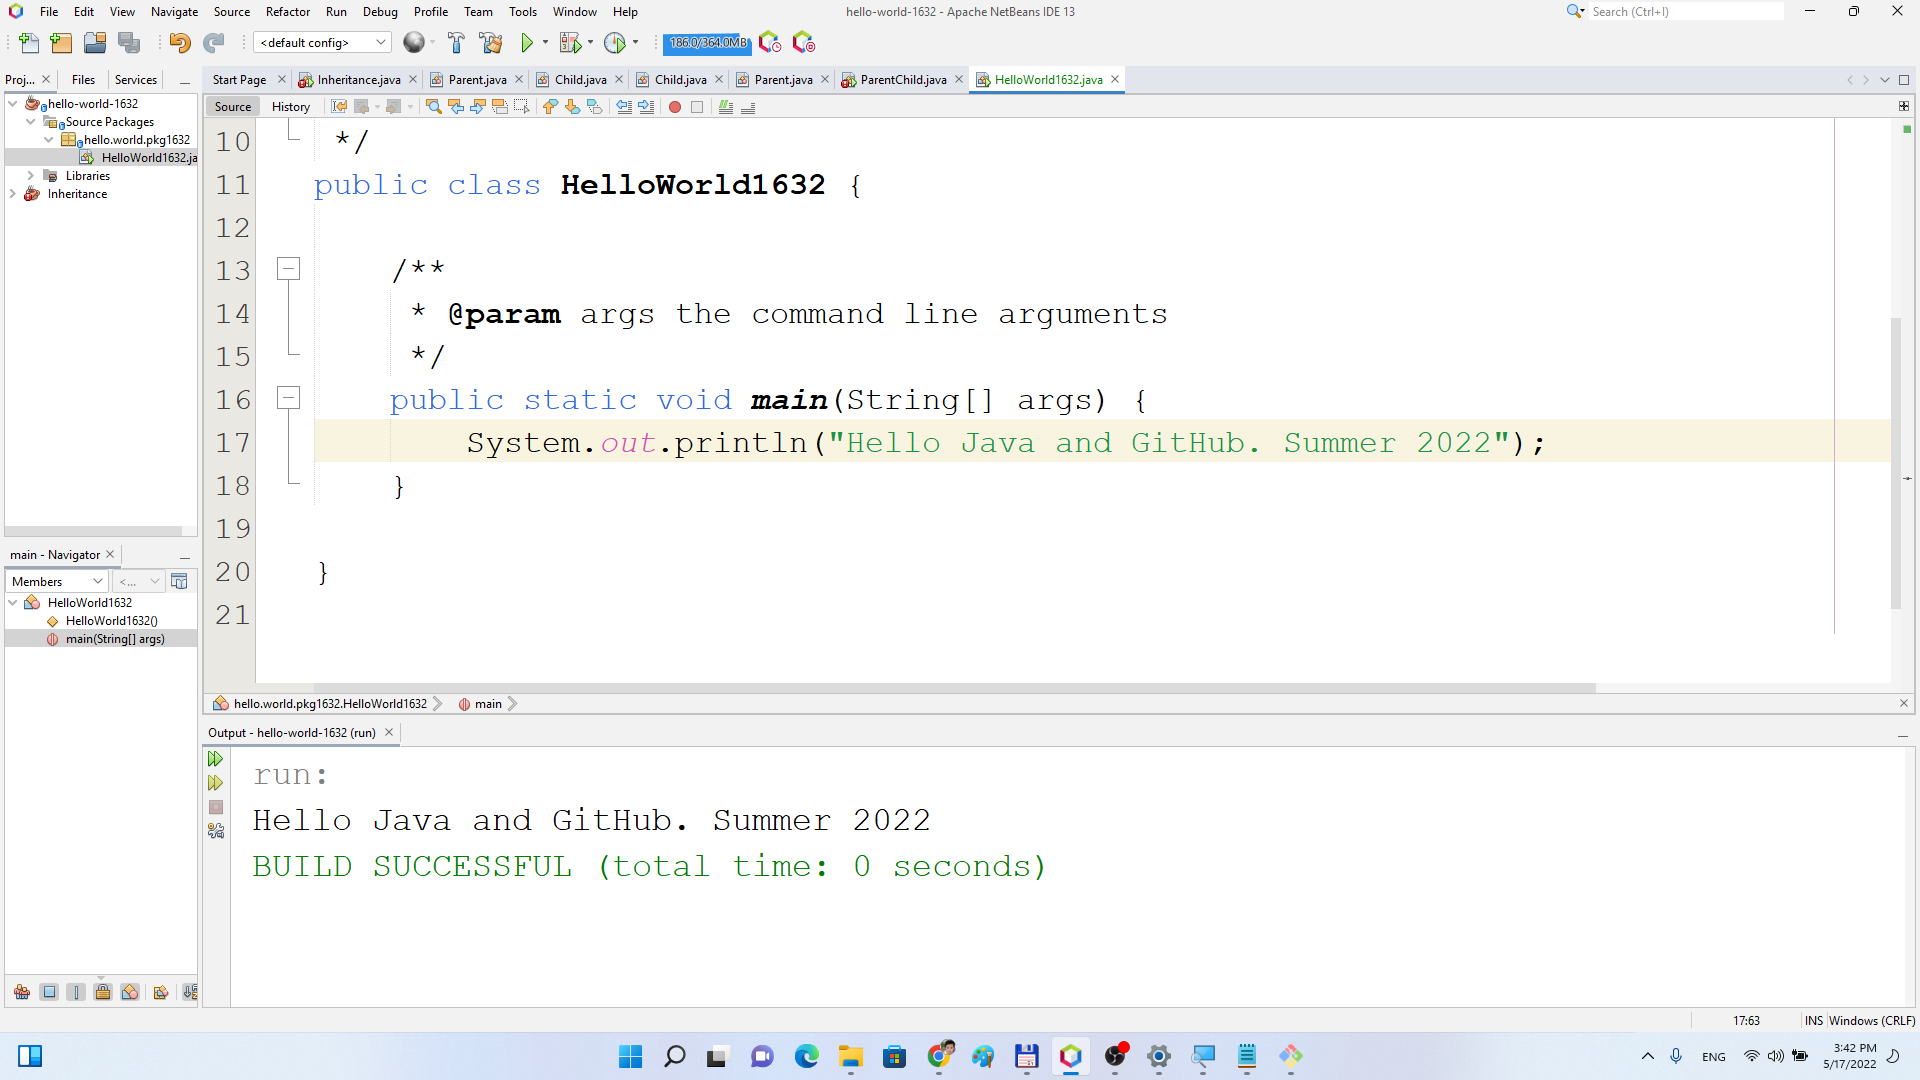 File Edit View Navigate Source Refactor Run Debug Profile Team Tools Window Help
hello-world-1632 - Apache NetBeans IDE 13
Search (Ctrl+I)
<default config>
186.0/364.0MB
Proj... Files Services
Start Page Inheritance.java Parent.java Child.java Child.java Parent.java ParentChild.java HelloWorld1632.java
Source History
hello-world-1632
Source Packages
hello.world.pkg1632
HelloWorld1632.ja
Libraries
Inheritance
10 */
11 public class HelloWorld1632 {
12
13 /**
14 * @param args the command line arguments
15 */
16 public static void main(String[] args) {
17 System.out.println("Hello Java and GitHub. Summer 2022");
18 }
19
20 }
21
main - Navigator
Members <...
HelloWorld1632
HelloWorld1632()
main(String[] args)
hello.world.pkg1632.HelloWorld1632 main
Output - hello-world-1632 (run)
run:
Hello Java and GitHub. Summer 2022
BUILD SUCCESSFUL (total time: 0 seconds)
17:63 INS Windows (CRLF)
ENG
3:42 PM
5/17/2022